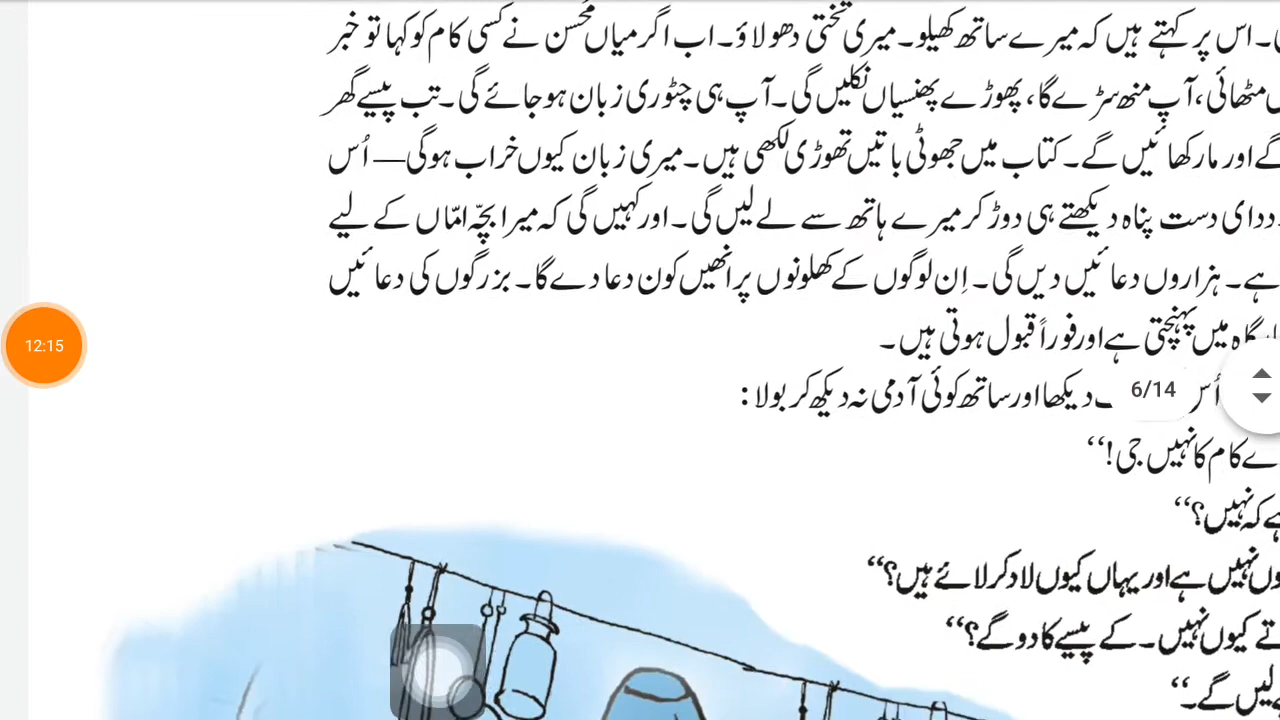 ۔ اس پر کہتے ہیں کہ میرے ساتھ کھیلو۔ میری تختی دھو لاؤ۔ اب اگر میاں محسن نے کسی کام کو کہا تو خبر
مٹھائی، آپ منھ سڑے گا، پھوڑے پھنسیاں نکلیں گی۔ آپ ہی چٹوری زبان ہو جائے گی۔ تب پیسے گھر
گے اور مار کھائیں گے۔ کتاب میں جھوٹی باتیں تھوڑی لکھی ہیں۔ میری زبان کیوں خراب ہوگی — اُس
ددای دست پناہ دیکھتے ہی دوڑ کر میرے ہاتھ سے لے لیں گی۔ اور کہیں گی کہ میرا بچّہ امّاں کے لیے
ہے۔ ہزاروں دعائیں دیں گی۔ اِن لوگوں کے کھلونوں پر انھیں کون دعا دے گا۔ بزرگوں کی دعائیں
میں پہنچتی ہے اور فوراً قبول ہوتی ہیں۔
اُس دیکھا اور ساتھ کوئی آدمی نہ دیکھ کر بولا :
کام کا نہیں جی!‘‘
ہے کہ نہیں؟‘‘
نہیں ہے اور یہاں کیوں لاد کر لائے ہیں؟‘‘
کیوں نہیں۔ کے پیسے کا دو گے؟‘‘
لیں گے۔‘‘
12:15
6/14